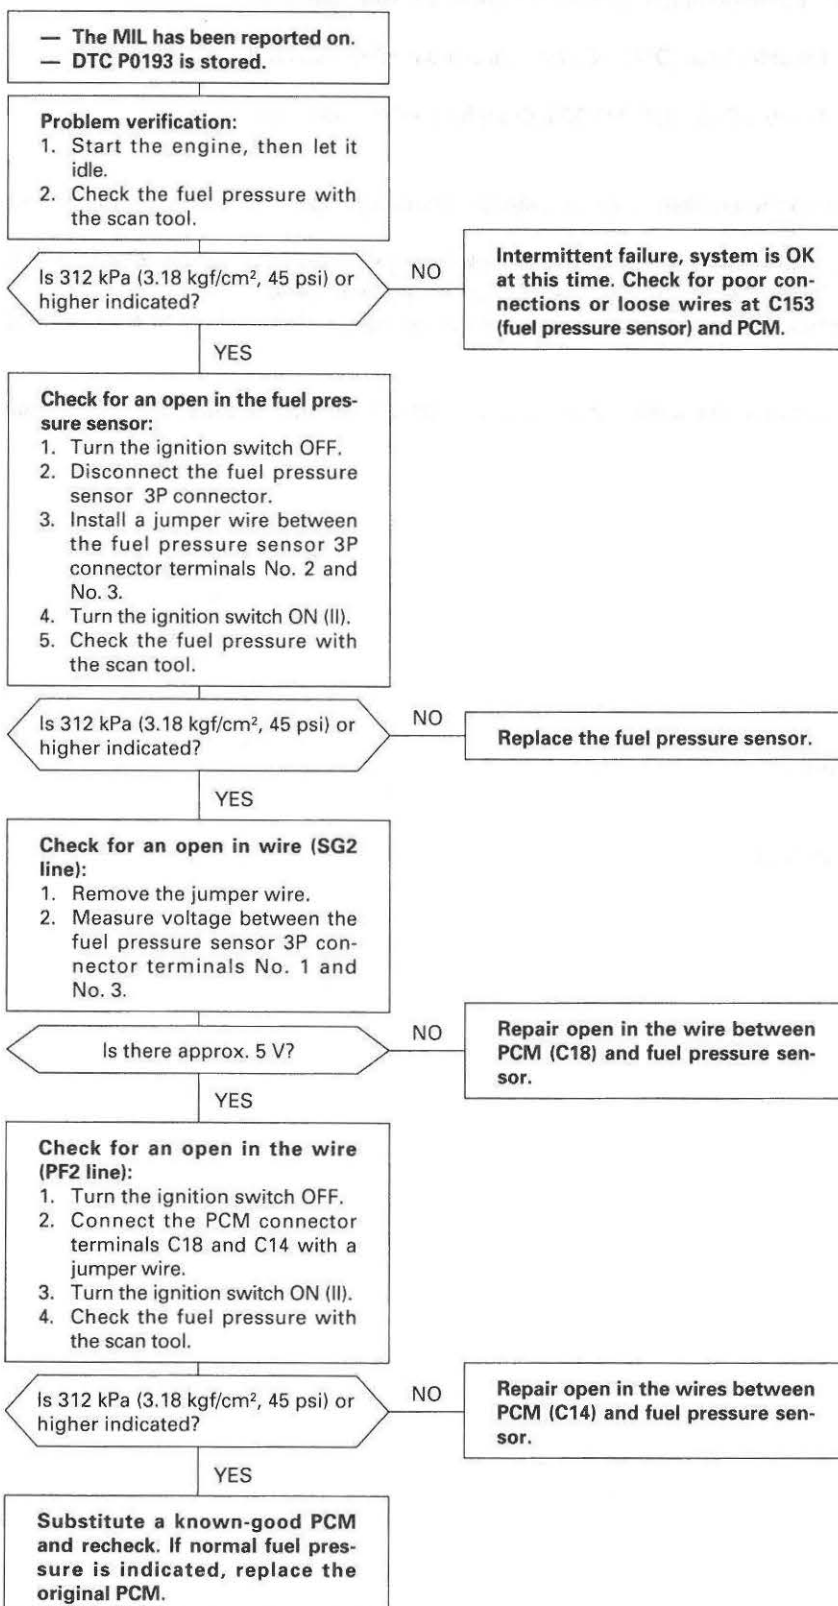 — The MIL has been reported on.
— DTC P0193 is stored.
Problem verification:
1. Start the engine, then let it
idle.
2. Check the fuel pressure with
the scan tool.
Is 312 kPa (3.18 kgf/cm², 45 psi) or
higher indicated?
NO
Intermittent failure, system is OK
at this time. Check for poor con-
nections or loose wires at C153
(fuel pressure sensor) and PCM.
YES
Check for an open in the fuel pres-
sure sensor:
1. Turn the ignition switch OFF.
2. Disconnect the fuel pressure
sensor 3P connector.
3. Install a jumper wire between
the fuel pressure sensor 3P
connector terminals No. 2 and
No. 3.
4. Turn the ignition switch ON (II).
5. Check the fuel pressure with
the scan tool.
Is 312 kPa (3.18 kgf/cm², 45 psi) or
higher indicated?
NO
Replace the fuel pressure sensor.
YES
Check for an open in wire (SG2
line):
1. Remove the jumper wire.
2. Measure voltage between the
fuel pressure sensor 3P con-
nector terminals No. 1 and
No. 3.
Is there approx. 5 V?
NO
Repair open in the wire between
PCM (C18) and fuel pressure sen-
sor.
YES
Check for an open in the wire
(PF2 line):
1. Turn the ignition switch OFF.
2. Connect the PCM connector
terminals C18 and C14 with a
jumper wire.
3. Turn the ignition switch ON (II).
4. Check the fuel pressure with
the scan tool.
Is 312 kPa (3.18 kgf/cm², 45 psi) or
higher indicated?
NO
Repair open in the wires between
PCM (C14) and fuel pressure sen-
sor.
YES
Substitute a known-good PCM
and recheck. If normal fuel pres-
sure is indicated, replace the
original PCM.